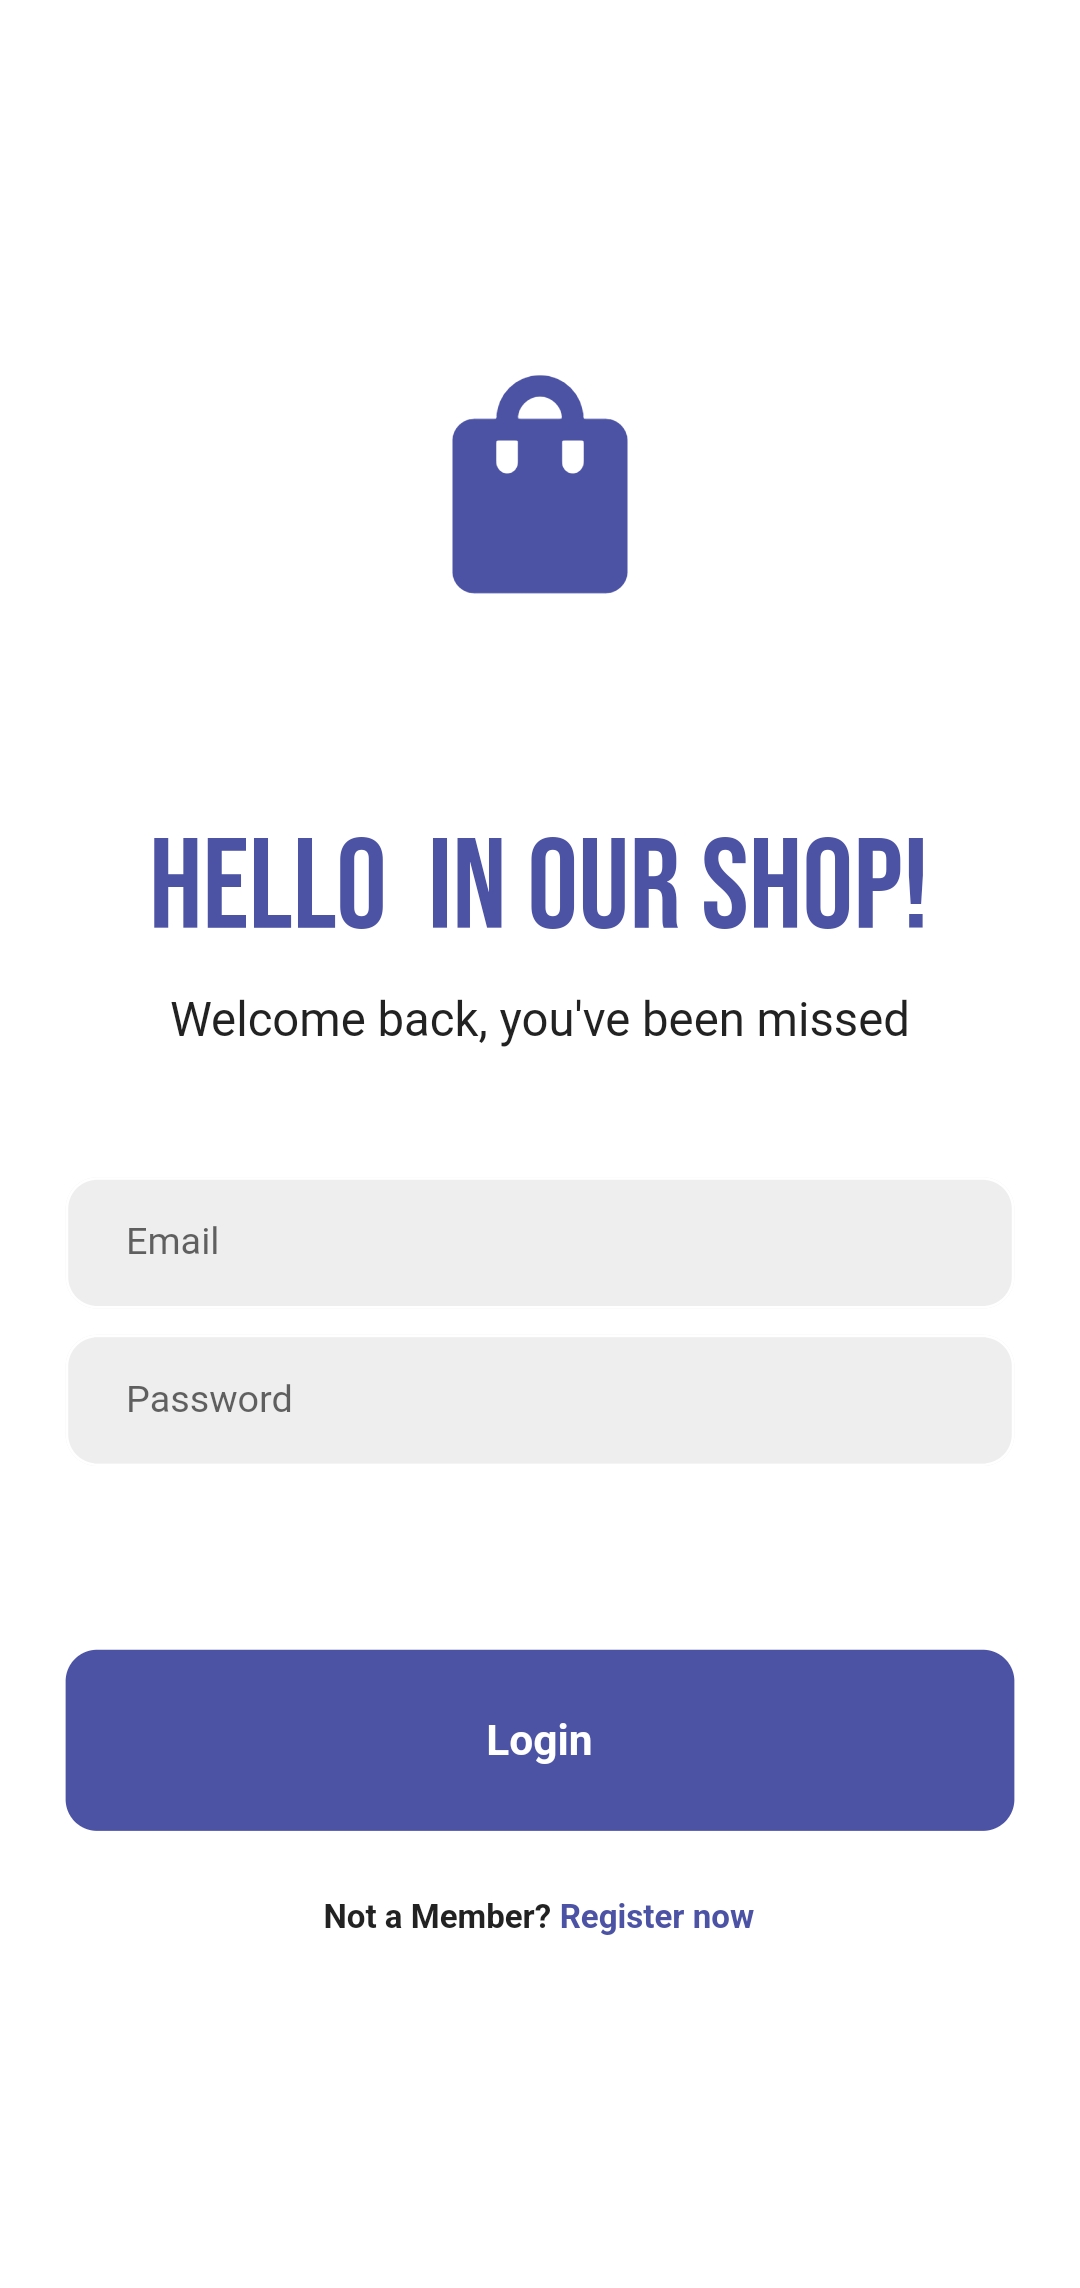 HELLO  IN OUR SHOP!
Welcome back, you've been missed
Email
Password
Login
Not a Member? Register now